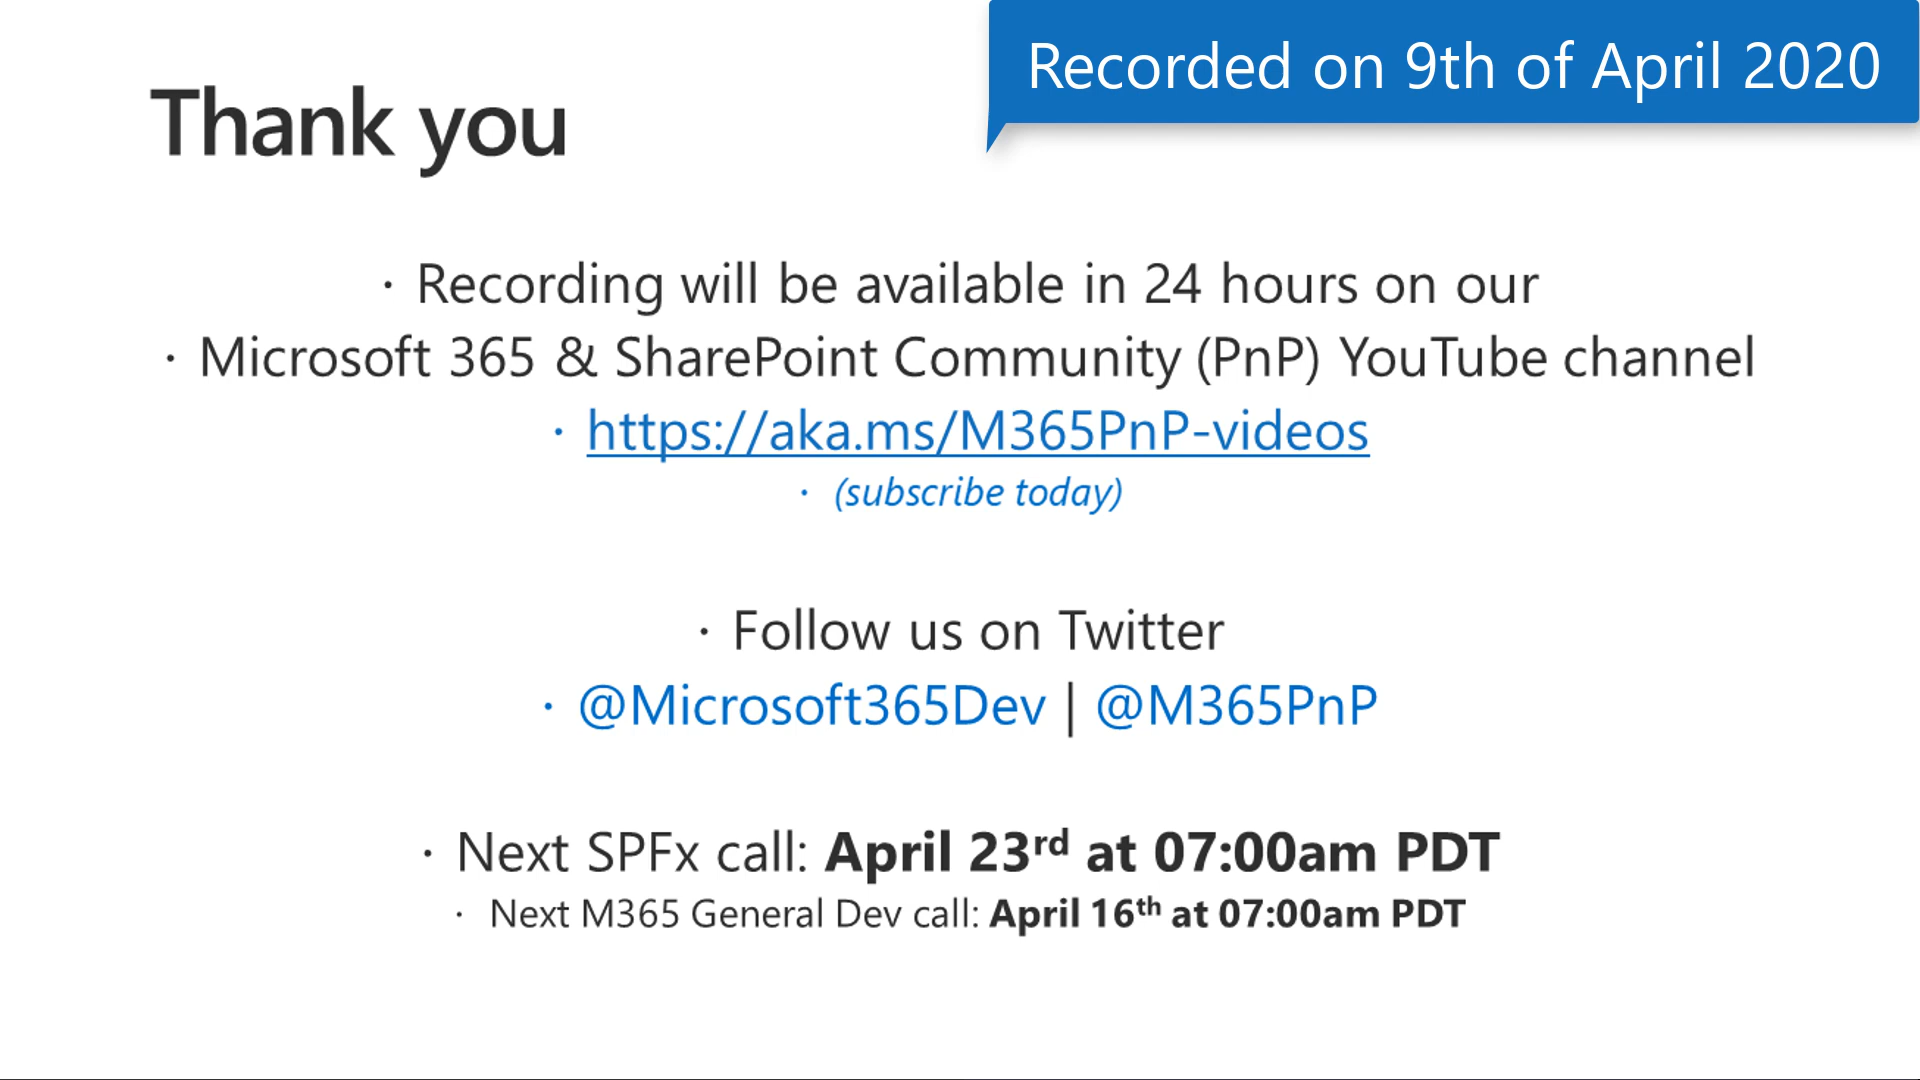 Recorded on 9th of April 2020
Thank you
· Recording will be available in 24 hours on our
· Microsoft 365 & SharePoint Community (PnP) YouTube channel
· https://aka.ms/M365PnP-videos
· (subscribe today)
· Follow us on Twitter
· @Microsoft365Dev | @M365PnP
· Next SPFx call: April 23rd at 07:00am PDT
· Next M365 General Dev call: April 16th at 07:00am PDT